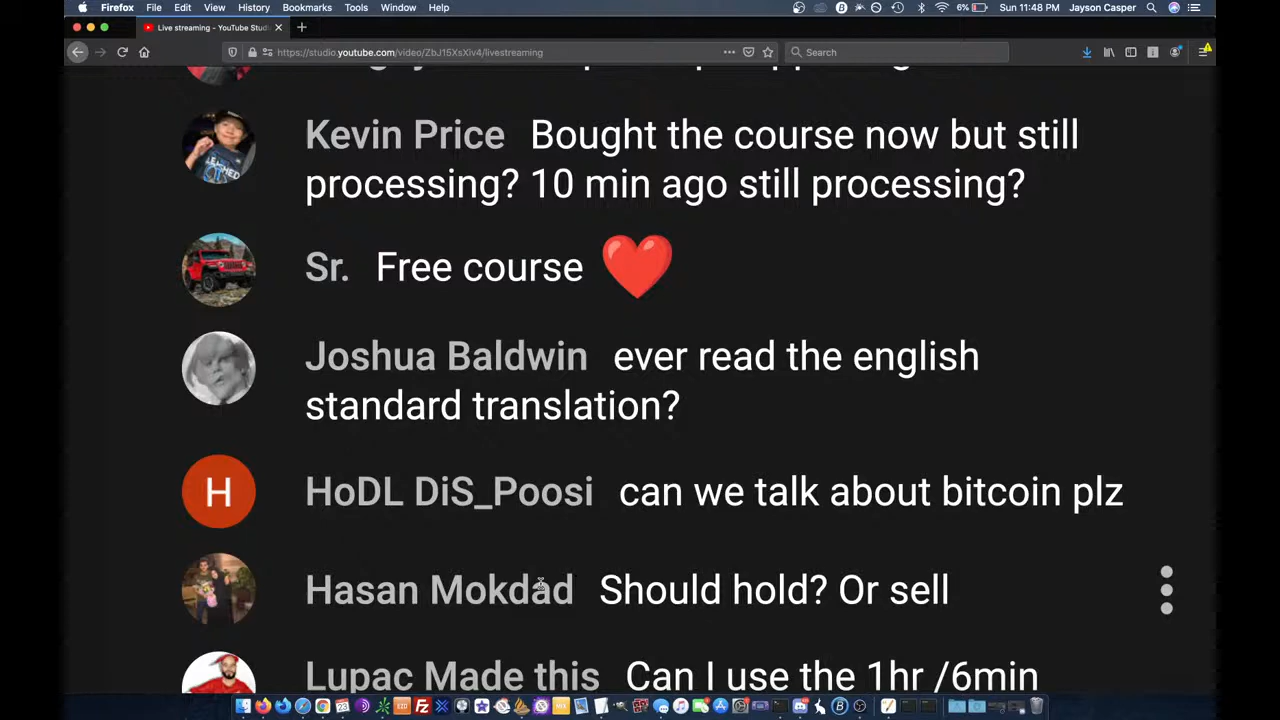 Firefox File Edit View History Bookmarks Tools Window Help 6% Sun 11:48 PM Jayson Casper
Live streaming - YouTube Stud
https://studio.youtube.com/video/ZbJ15XsXiv4/livestreaming Search
Kevin Price Bought the course now but still
processing? 10 min ago still processing?
Sr. Free course
Joshua Baldwin ever read the english
standard translation?
H HoDL DiS_Poosi can we talk about bitcoin plz
Hasan Mokdad Should hold? Or sell
Lupac Made this Can I use the 1hr /6min